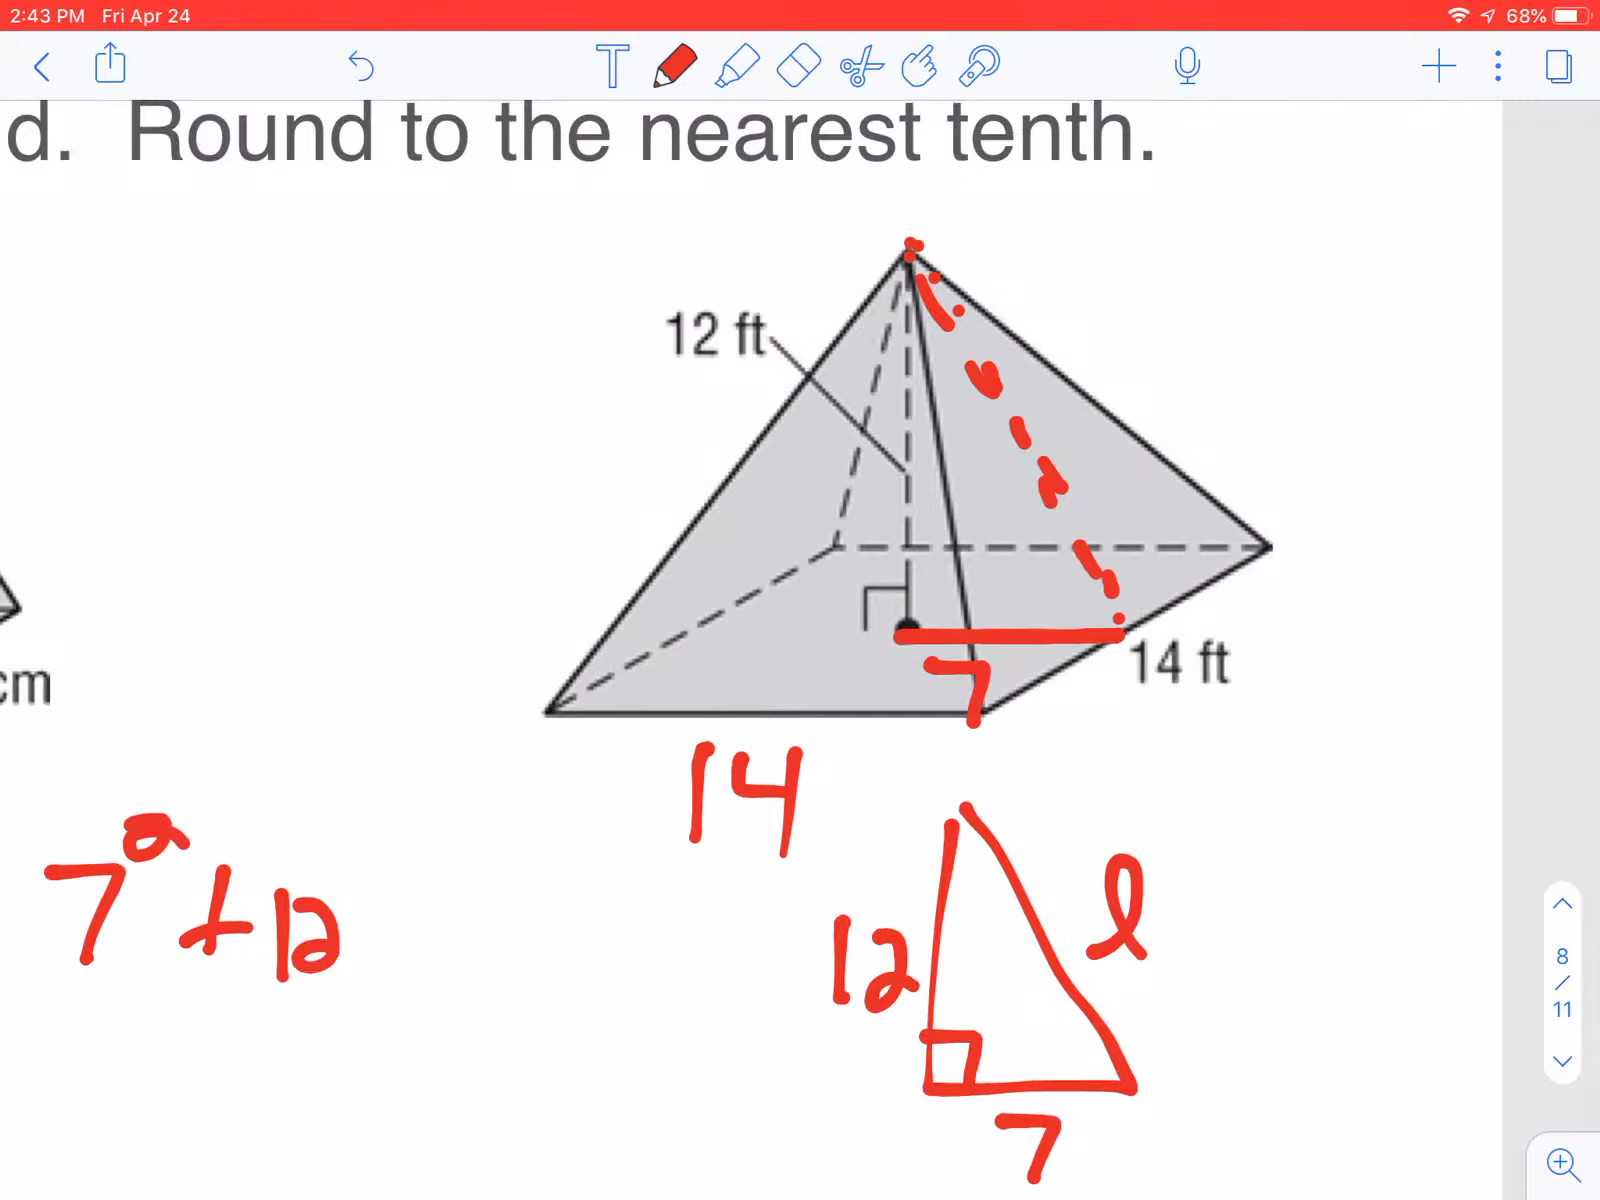 2:43 PM Fri Apr 24
68%
d. Round to the nearest tenth.
12 ft
14 ft
7
cm
14
7² + 12
12
l
7
8
/
11